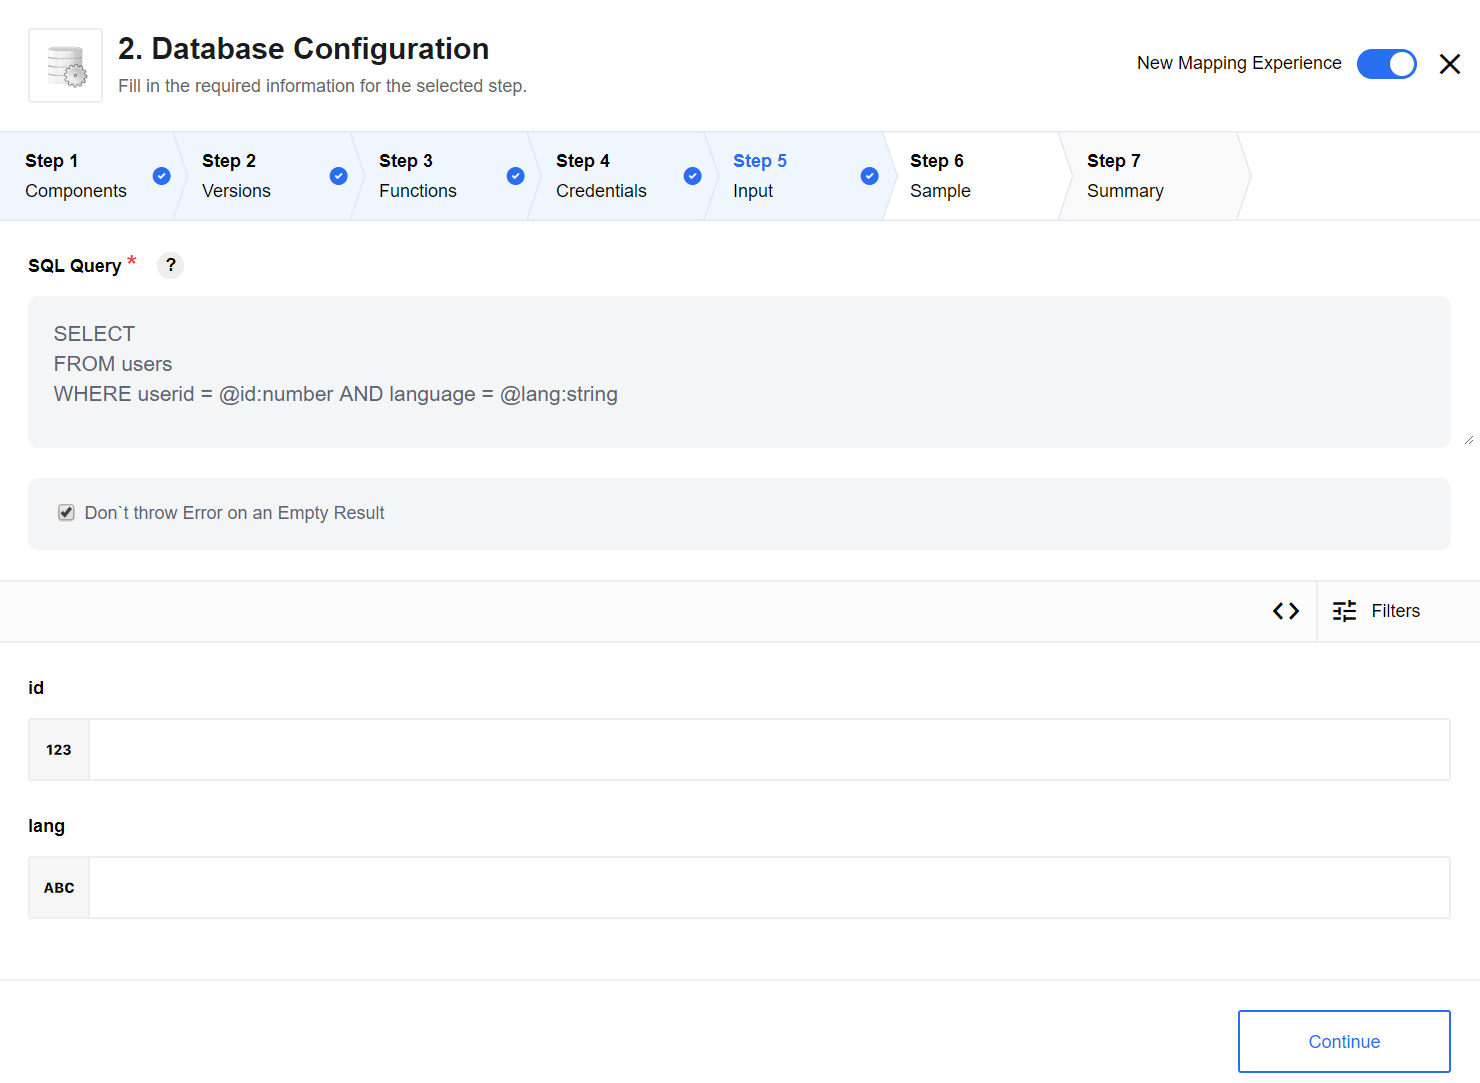 2. Database Configuration
Fill in the required information for the selected step.
New Mapping Experience
Step 1
Components
Step 2
Versions
Step 3
Functions
Step 4
Credentials
Step 5
Input
Step 6
Sample
Step 7
Summary
SQL Query * ?
SELECT
FROM users
WHERE userid = @id:number AND language = @lang:string
Don`t throw Error on an Empty Result
<> Filters
id
123
lang
ABC
Continue